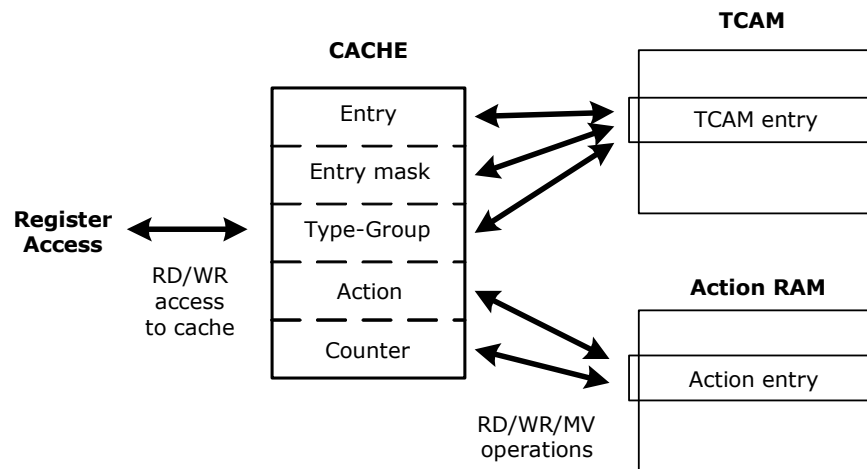 TCAM
CACHE
Entry
TCAM entry
Entry mask
Register
Access
Type-Group
RD/WR
access
to cache
Action
Action RAM
Counter
Action entry
RD/WR/MV
operations